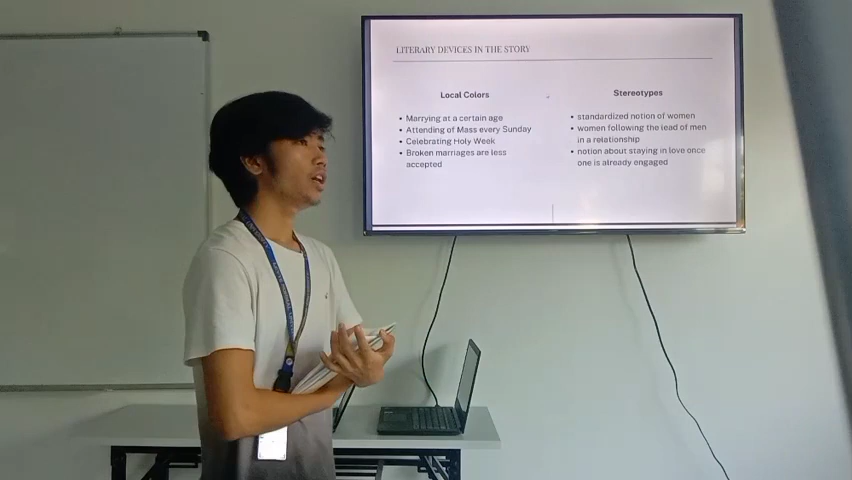 LITERARY DEVICES IN THE STORY
Local Colors
• Marrying at a certain age
• Attending of Mass every Sunday
• Celebrating Holy Week
• Broken marriages are less
accepted
Stereotypes
• standardized notion of women
• women following the lead of men
in a relationship
• notion about staying in love once
one is already engaged